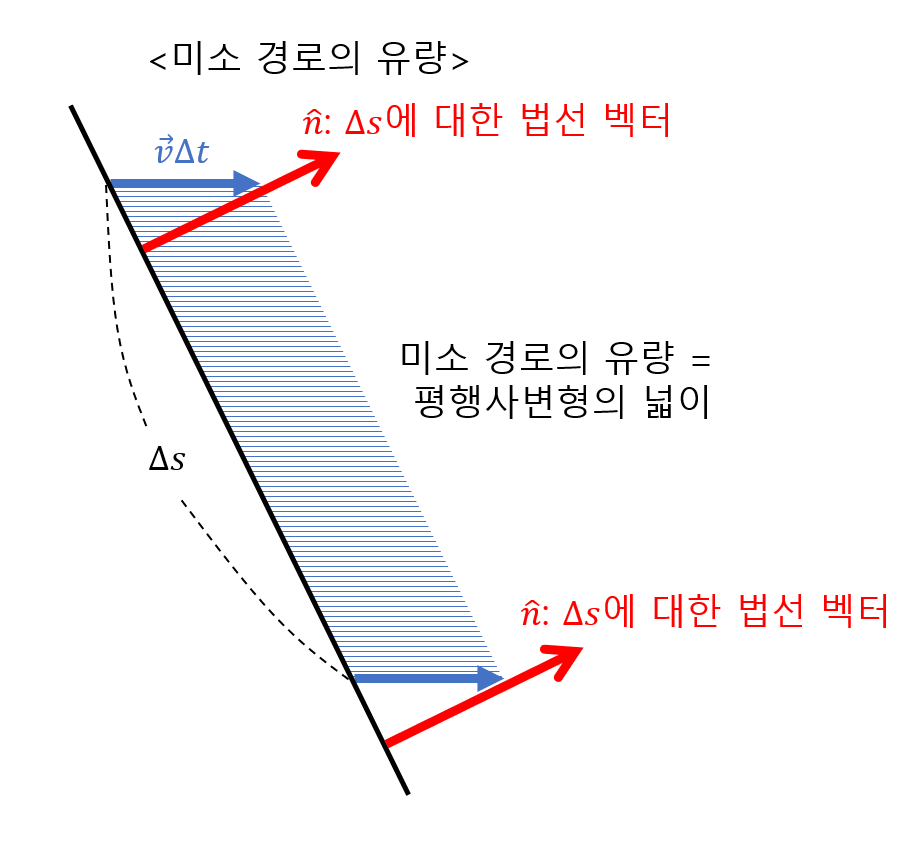 <미소 경로의 유량>
n̂: Δs에 대한 법선 벡터
v⃗Δt
미소 경로의 유량 =
평행사변형의 넓이
Δs
n̂: Δs에 대한 법선 벡터